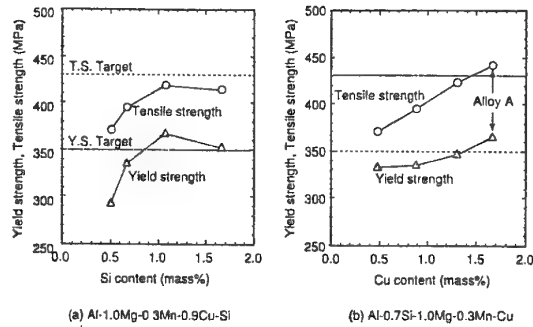 Yield strength, Tensile strength (MPa)
500
450
400
350
300
250
T.S. Target
Tensile strength
Y.S. Target
Yield strength
0.0 0.5 1.0 1.5 2.0
Si content (mass%)
(a) Al-1.0Mg-0 3Mn-0.9Cu-Si
Yield strength, Tensile strength (MPa)
500
450
400
350
300
250
Tensile strength
Alloy A
Yield strength
0.0 0.5 1.0 1.5 2.0
Cu content (mass%)
(b) Al-0.7Si-1.0Mg-0.3Mn-Cu